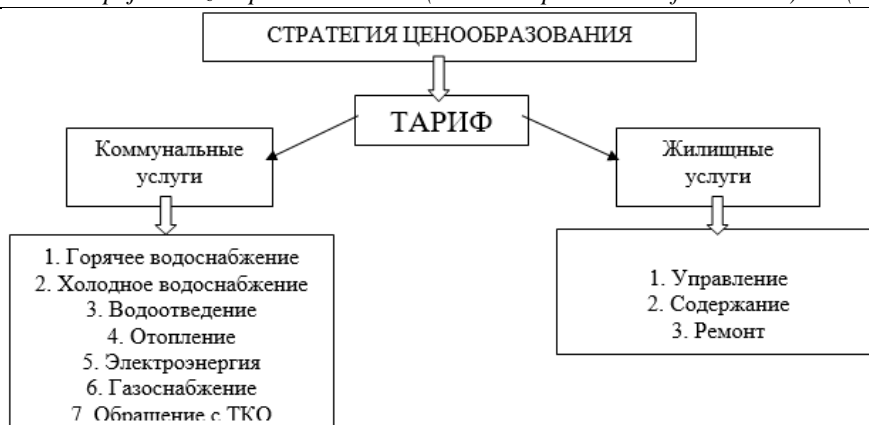 СТРАТЕГИЯ ЦЕНООБРАЗОВАНИЯ
ТАРИФ
Коммунальные
услуги
Жилищные
услуги
1. Горячее водоснабжение
2. Холодное водоснабжение
3. Водоотведение
4. Отопление
5. Электроэнергия
6. Газоснабжение
7. Обращение с ТКО
1. Управление
2. Содержание
3. Ремонт